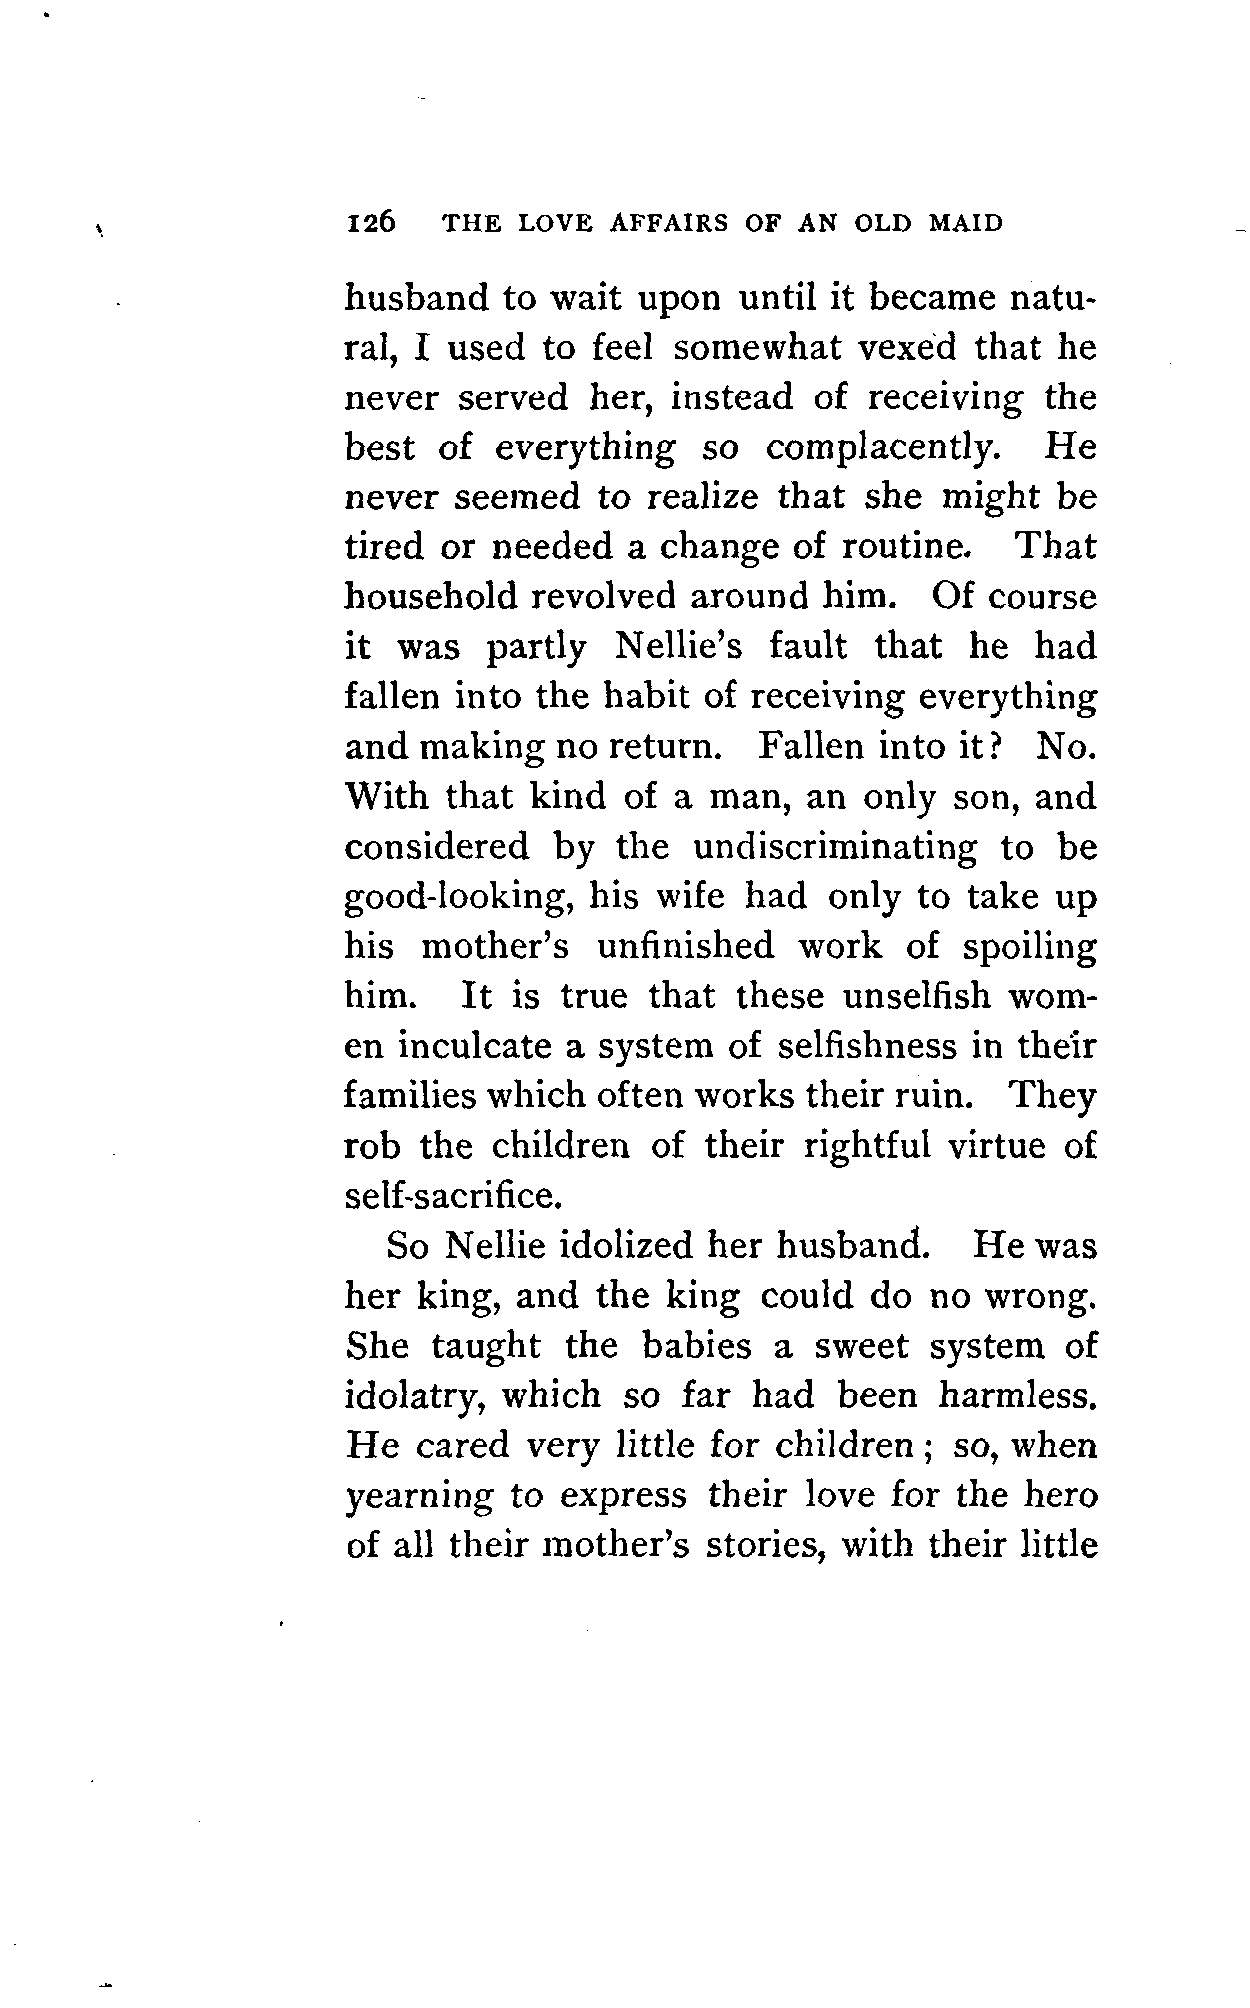 126 THE LOVE AFFAIRS OF AN OLD MAID
husband to wait upon until it became natu-
ral, I used to feel somewhat vexed that he
never served her, instead of receiving the
best of everything so complacently. He
never seemed to realize that she might be
tired or needed a change of routine. That
household revolved around him. Of course
it was partly Nellie's fault that he had
fallen into the habit of receiving everything
and making no return. Fallen into it? No.
With that kind of a man, an only son, and
considered by the undiscriminating to be
good-looking, his wife had only to take up
his mother's unfinished work of spoiling
him. It is true that these unselfish wom-
en inculcate a system of selfishness in their
families which often works their ruin. They
rob the children of their rightful virtue of
self-sacrifice.
So Nellie idolized her husband. He was
her king, and the king could do no wrong.
She taught the babies a sweet system of
idolatry, which so far had been harmless.
He cared very little for children; so, when
yearning to express their love for the hero
of all their mother's stories, with their little